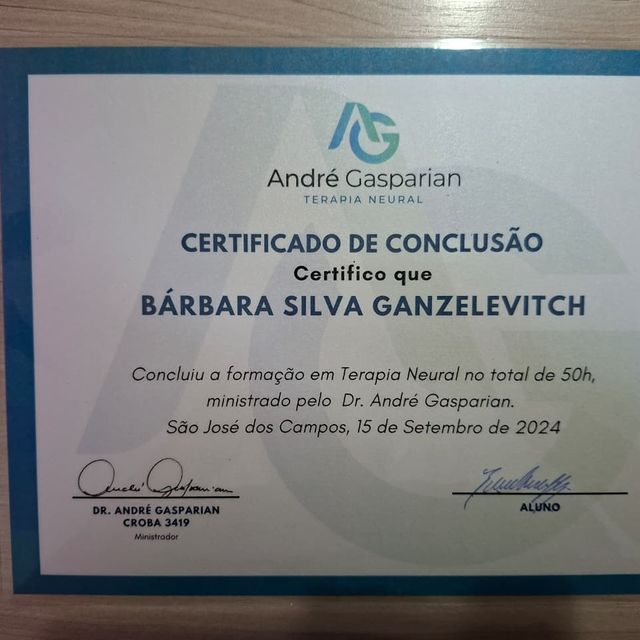 AG
André Gasparian
TERAPIA NEURAL
CERTIFICADO DE CONCLUSÃO
Certifico que
BÁRBARA SILVA GANZELEVITCH
Concluiu a formação em Terapia Neural no total de 50h,
ministrado pelo Dr. André Gasparian.
São José dos Campos, 15 de Setembro de 2024
André Gasparian
DR. ANDRÉ GASPARIAN
CROBA 3419
Ministrador
ALUNO